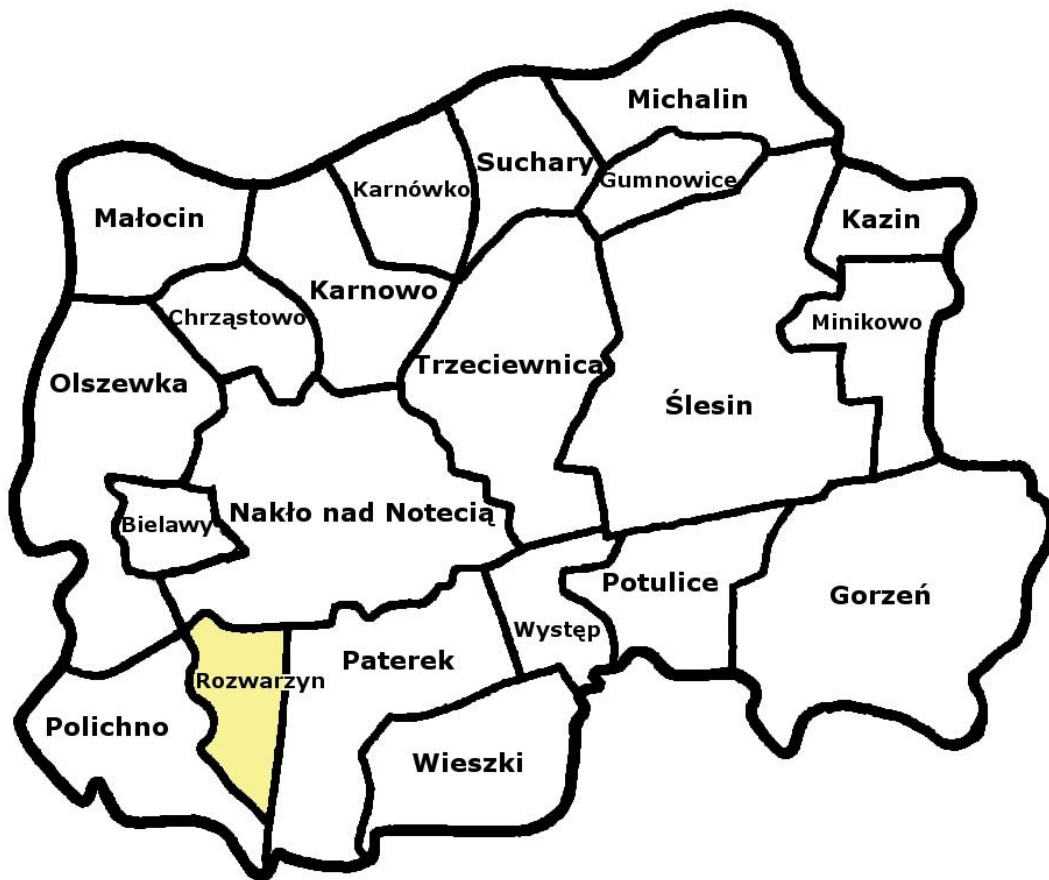 Michalin
Suchary
Gumnowice
Karnówko
Małocin
Kazin
Karnowo
Chrząstowo
Minikowo
Trzeciewnica
Olszewka
Ślesin
Nakło nad Notecią
Bielawy
Potulice
Gorzeń
Występ
Paterek
Rozwarzyn
Polichno
Wieszki